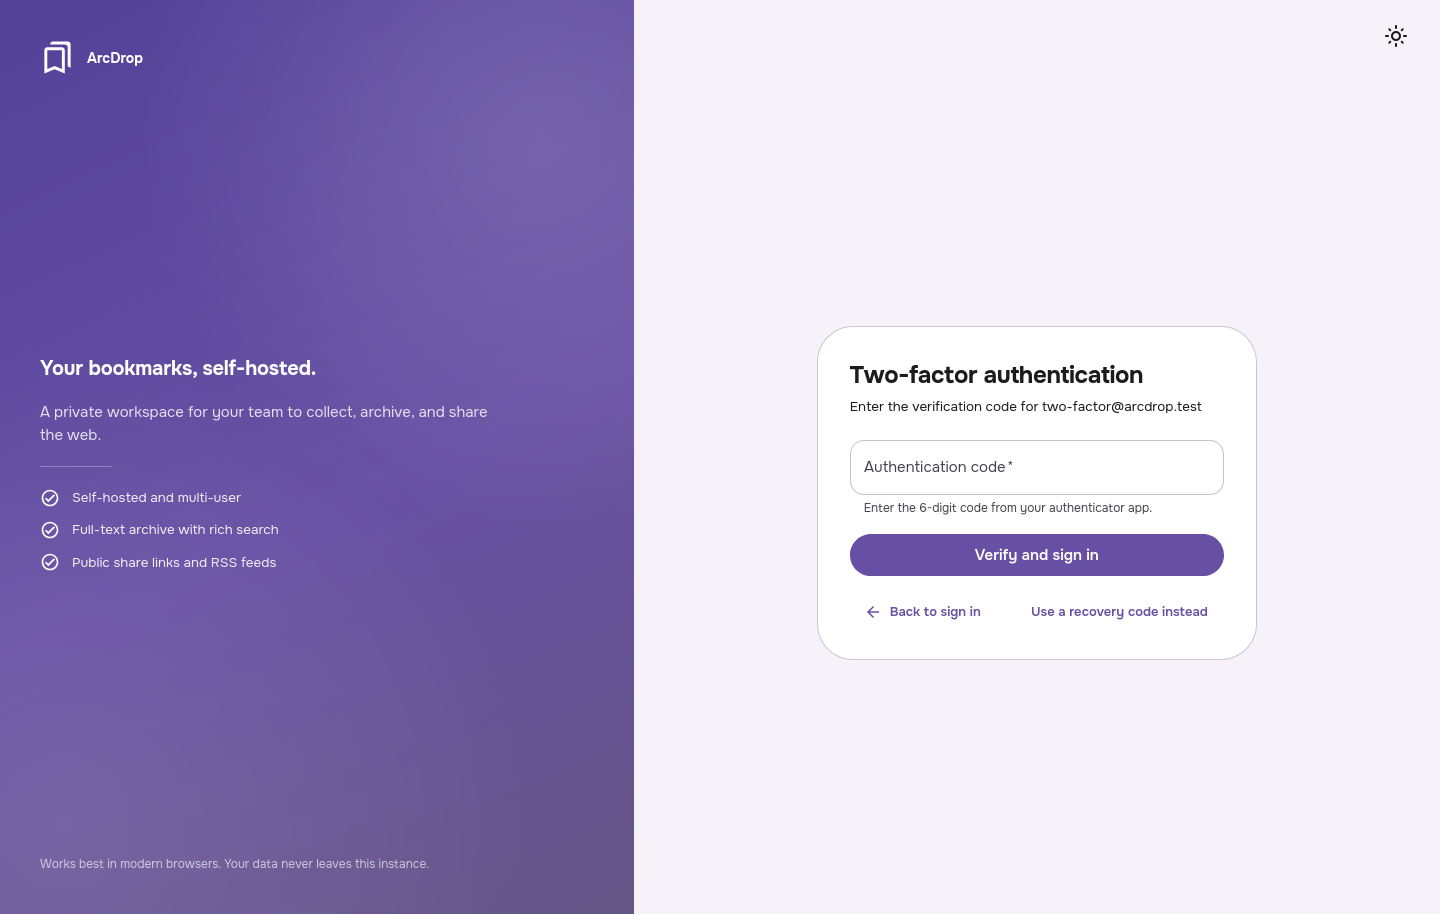 ArcDrop
Your bookmarks, self-hosted.
A private workspace for your team to collect, archive, and share
the web.
Self-hosted and multi-user
Full-text archive with rich search
Public share links and RSS feeds
Works best in modern browsers. Your data never leaves this instance.
Two-factor authentication
Enter the verification code for two-factor@arcdrop.test
Authentication code *
Enter the 6-digit code from your authenticator app.
Verify and sign in
Back to sign in
Use a recovery code instead